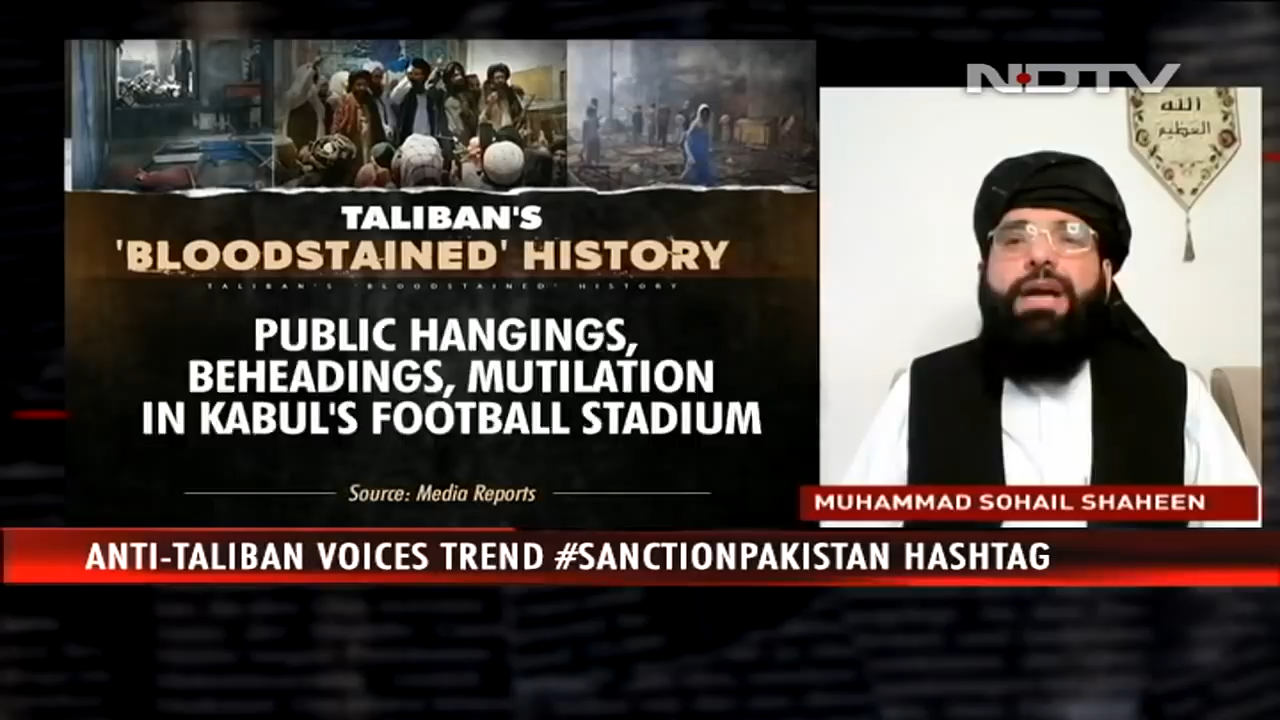 NDTV
الله
العظيم
TALIBAN'S
'BLOODSTAINED' HISTORY
TALIBAN'S 'BLOODSTAINED' HISTORY
PUBLIC HANGINGS,
BEHEADINGS, MUTILATION
IN KABUL'S FOOTBALL STADIUM
Source: Media Reports
MUHAMMAD SOHAIL SHAHEEN
ANTI-TALIBAN VOICES TREND #SANCTIONPAKISTAN HASHTAG